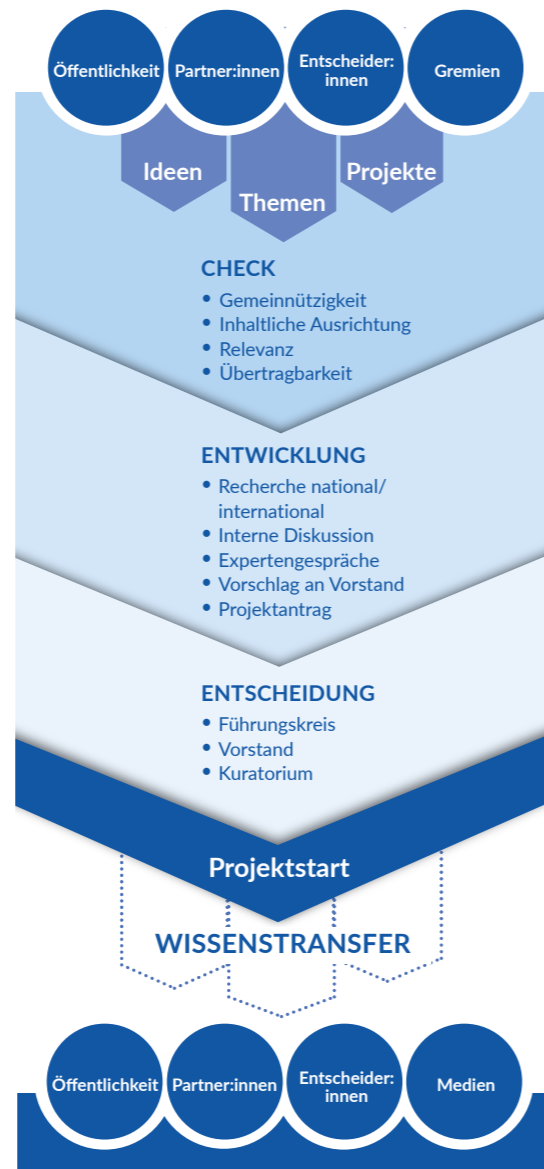 Öffentlichkeit
Partner:innen
Entscheider:
innen
Gremien
Ideen
Themen
Projekte
CHECK
• Gemeinnützigkeit
• Inhaltliche Ausrichtung
• Relevanz
• Übertragbarkeit
ENTWICKLUNG
• Recherche national/
international
• Interne Diskussion
• Expertengespräche
• Vorschlag an Vorstand
• Projektantrag
ENTSCHEIDUNG
• Führungskreis
• Vorstand
• Kuratorium
Projektstart
WISSENSTRANSFER
Öffentlichkeit
Partner:innen
Entscheider:
innen
Medien